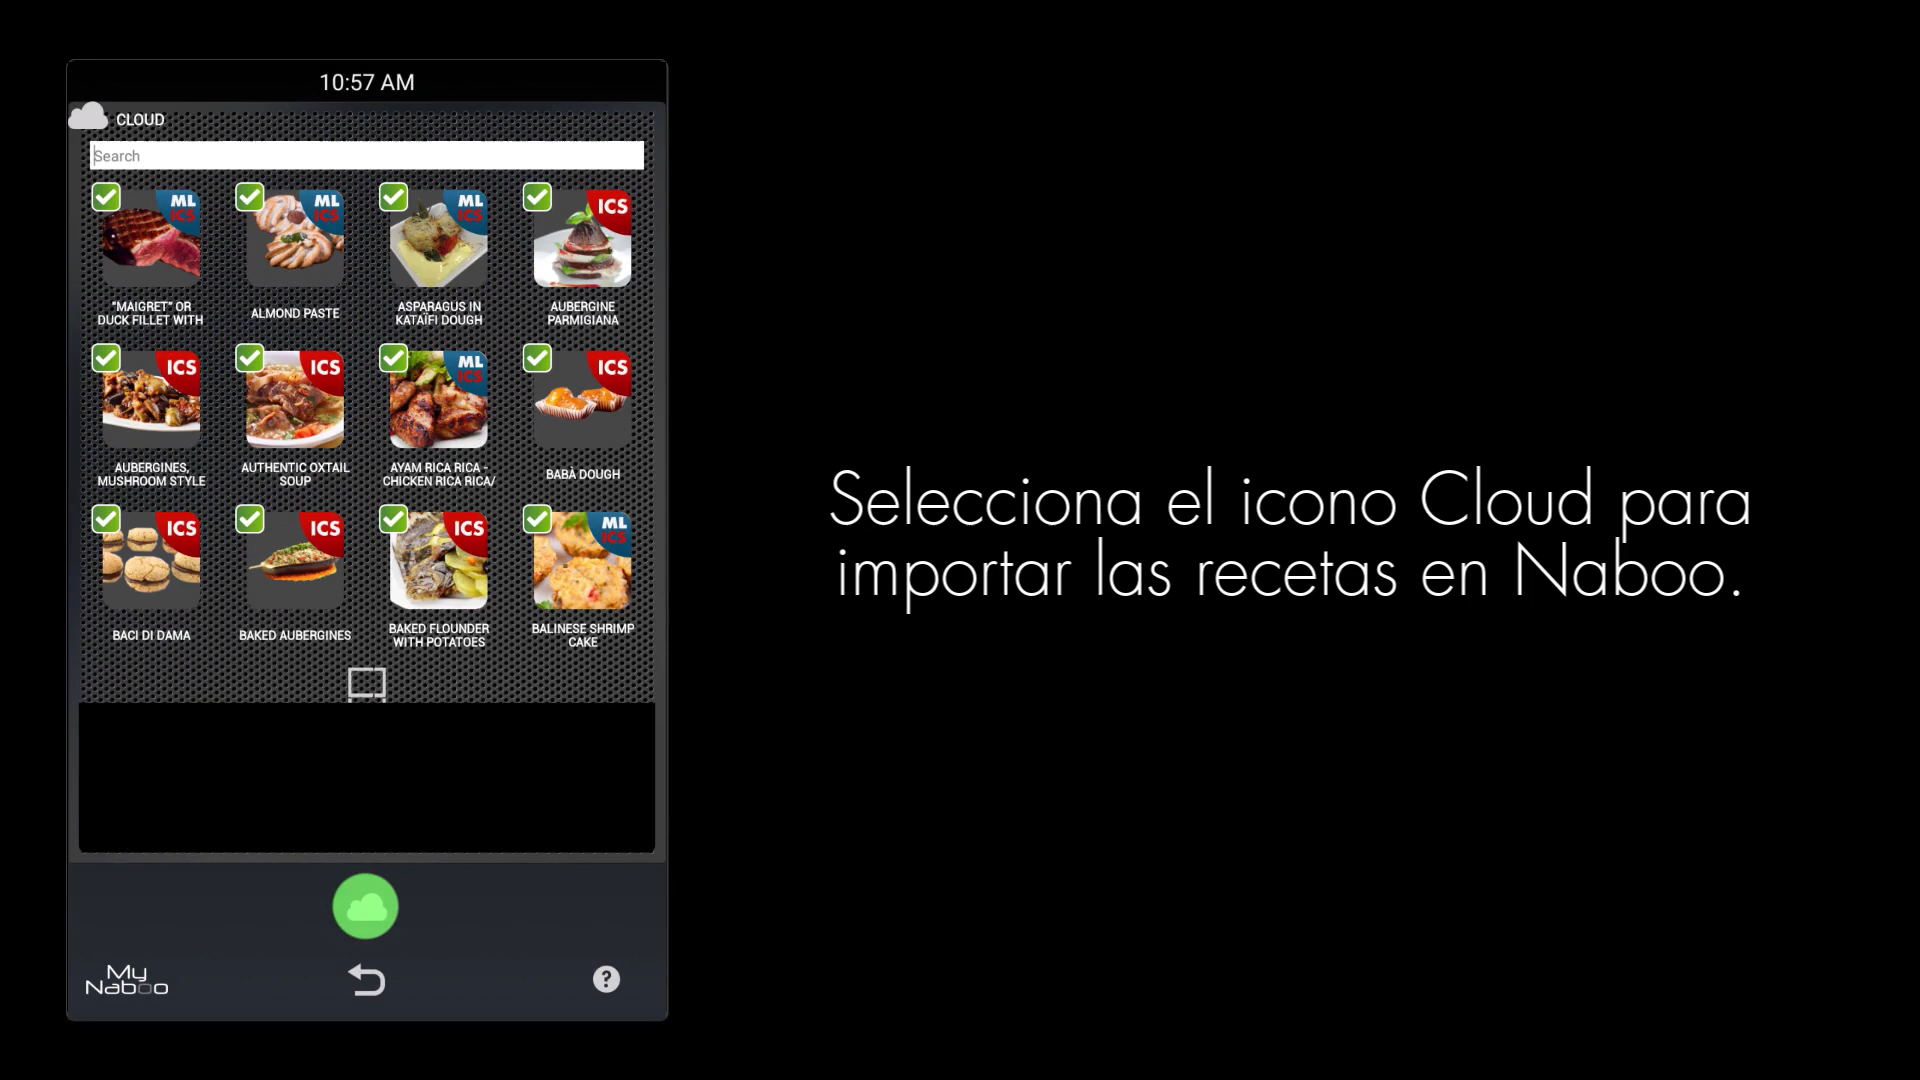 10:57 AM
CLOUD
Search
ML
ICS
ML
ICS
ML
ICS
ICS
"MAIGRET" OR
DUCK FILLET WITH
ALMOND PASTE
ASPARAGUS IN
KATAÏFI DOUGH
AUBERGINE
PARMIGIANA
ICS
ICS
ML
ICS
ICS
AUBERGINES,
MUSHROOM STYLE
AUTHENTIC OXTAIL
SOUP
AYAM RICA RICA -
CHICKEN RICA RICA/
BABÀ DOUGH
ICS
ICS
ICS
ML
ICS
BACI DI DAMA
BAKED AUBERGINES
BAKED FLOUNDER
WITH POTATOES
BALINESE SHRIMP
CAKE
My
Naboo
?
Selecciona el icono Cloud para
importar las recetas en Naboo.